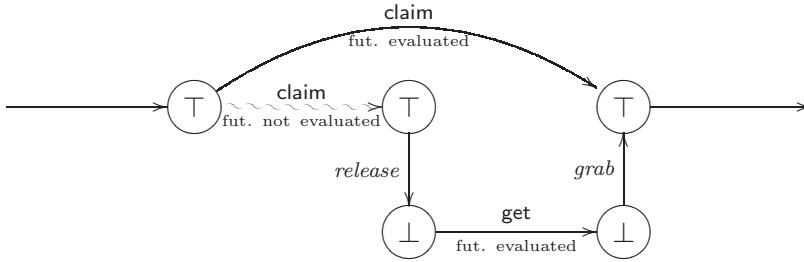 claim
fut. evaluated
claim
⊤ ⊤ ⊤
fut. not evaluated
release grab
get
⊥ ⊥
fut. evaluated